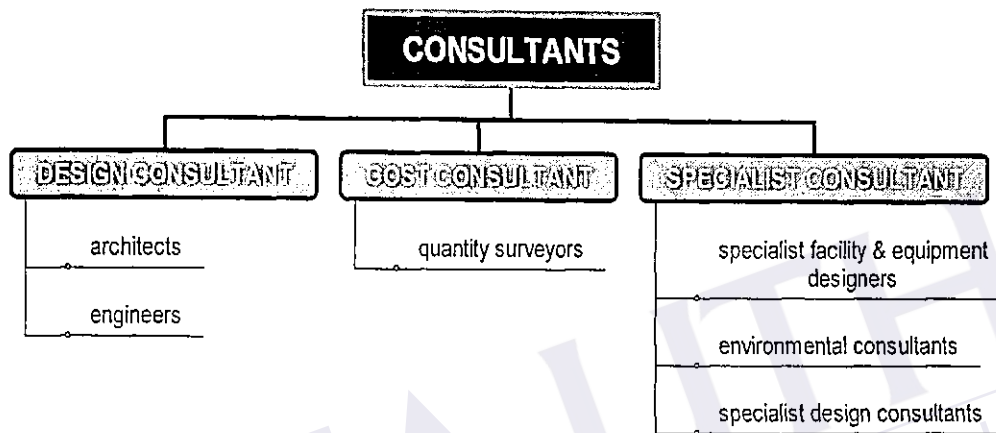 CONSULTANTS
DESIGN CONSULTANT
architects
engineers
COST CONSULTANT
quantity surveyors
SPECIALIST CONSULTANT
specialist facility & equipment
designers
environmental consultants
specialist design consultants